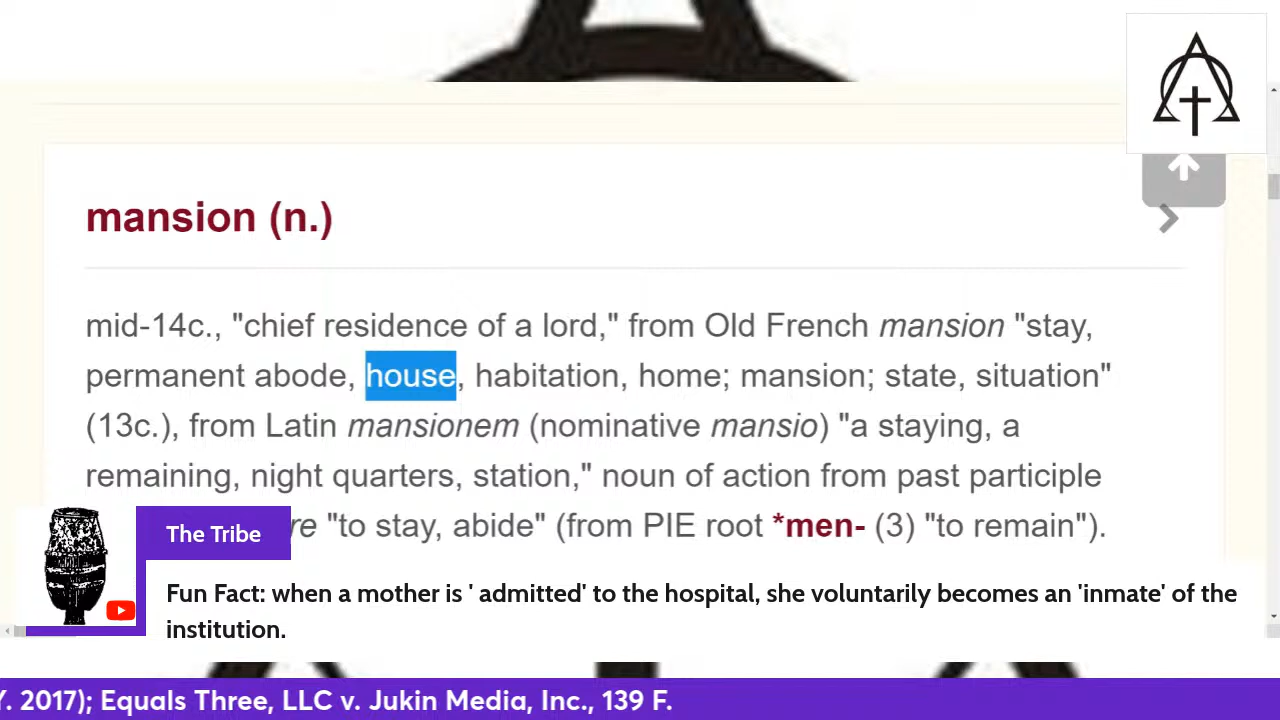 mansion (n.)
mid-14c., "chief residence of a lord," from Old French mansion "stay,
permanent abode, house, habitation, home; mansion; state, situation"
(13c.), from Latin mansionem (nominative mansio) "a staying, a
remaining, night quarters, station," noun of action from past participle
re "to stay, abide" (from PIE root *men- (3) "to remain").
The Tribe
Fun Fact: when a mother is ' admitted' to the hospital, she voluntarily becomes an 'inmate' of the
institution.
Y. 2017); Equals Three, LLC v. Jukin Media, Inc., 139 F.